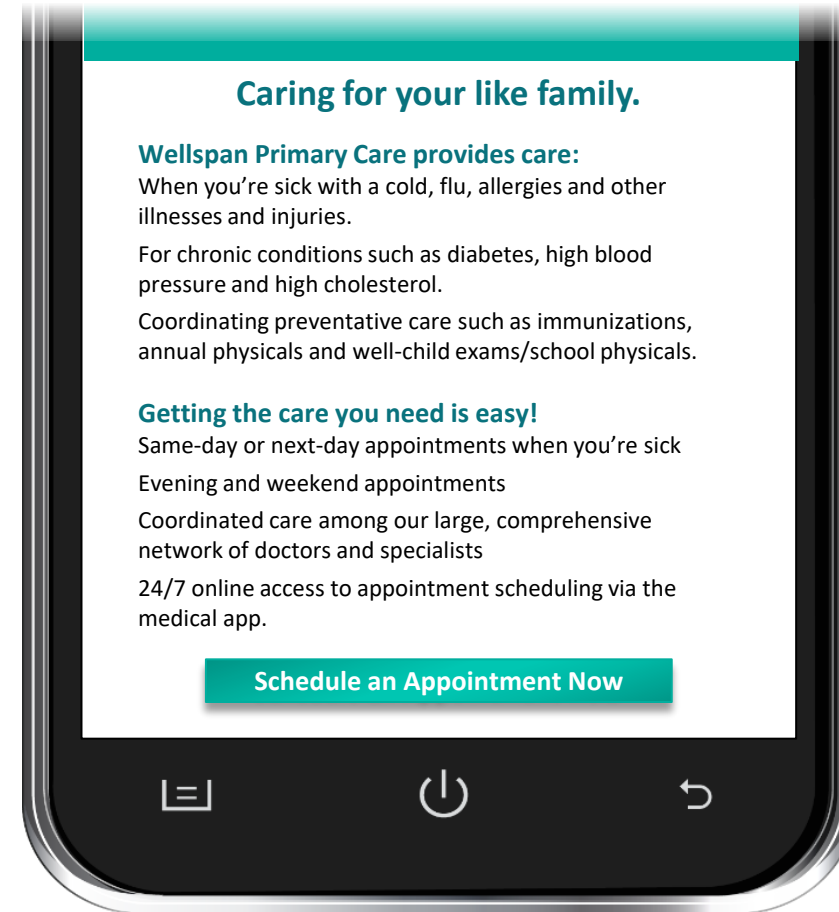 Caring for your like family.
Wellspan Primary Care provides care:
When you’re sick with a cold, flu, allergies and other
illnesses and injuries.
For chronic conditions such as diabetes, high blood
pressure and high cholesterol.
Coordinating preventative care such as immunizations,
annual physicals and well-child exams/school physicals.
Getting the care you need is easy!
Same-day or next-day appointments when you’re sick
Evening and weekend appointments
Coordinated care among our large, comprehensive
network of doctors and specialists
24/7 online access to appointment scheduling via the
medical app.
Schedule an Appointment Now